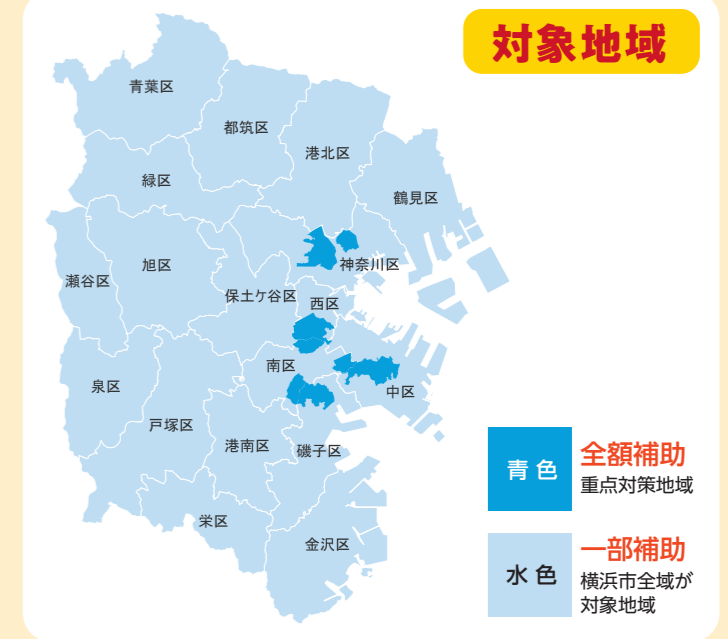 対象地域
青葉区
都筑区
港北区
緑区
鶴見区
旭区
神奈川区
瀬谷区
保土ケ谷区
西区
南区
泉区
中区
戸塚区
港南区
磯子区
栄区
金沢区
青色
全額補助
重点対策地域
水色
一部補助
横浜市全域が
対象地域